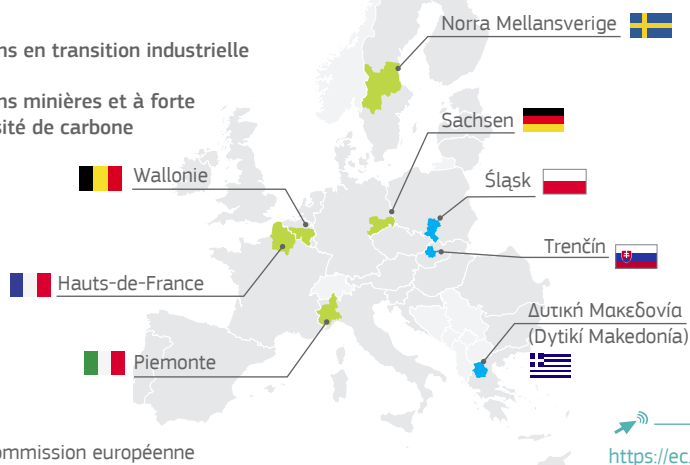 ns en transition industrielle
ns minières et à forte
sité de carbone
Norra Mellansverige
Sachsen
Wallonie
Śląsk
Trenčín
Hauts-de-France
Δυτική Μακεδονία
(Dytikí Makedonía)
Piemonte
ommission européenne
https://ec.